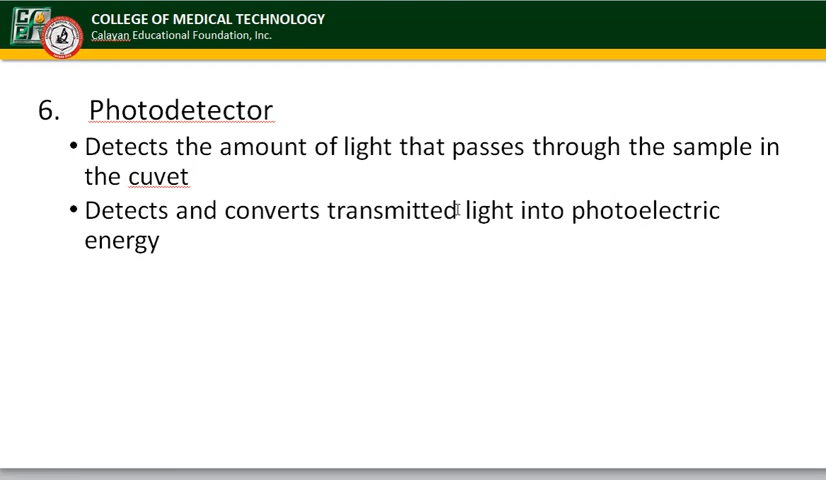 COLLEGE OF MEDICAL TECHNOLOGY
Calayan Educational Foundation, Inc.
6. Photodetector
• Detects the amount of light that passes through the sample in
the cuvet
• Detects and converts transmitted light into photoelectric
energy